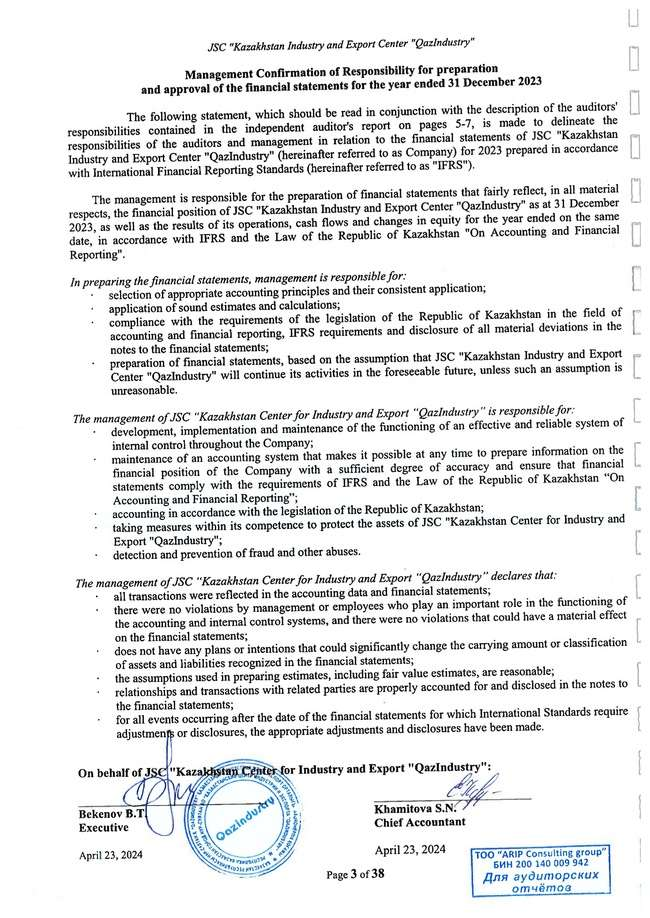 JSC "Kazakhstan Industry and Export Center "QazIndustry"
Management Confirmation of Responsibility for preparation
and approval of the financial statements for the year ended 31 December 2023
The following statement, which should be read in conjunction with the description of the auditors'
responsibilities contained in the independent auditor's report on pages 5-7, is made to delineate the
responsibilities of the auditors and management in relation to the financial statements of JSC "Kazakhstan
Industry and Export Center "QazIndustry" (hereinafter referred to as Company) for 2023 prepared in accordance
with International Financial Reporting Standards (hereinafter referred to as "IFRS").
The management is responsible for the preparation of financial statements that fairly reflect, in all material
respects, the financial position of JSC "Kazakhstan Industry and Export Center "QazIndustry" as at 31 December
2023, as well as the results of its operations, cash flows and changes in equity for the year ended on the same
date, in accordance with IFRS and the Law of the Republic of Kazakhstan "On Accounting and Financial
Reporting".
In preparing the financial statements, management is responsible for:
· selection of appropriate accounting principles and their consistent application;
· application of sound estimates and calculations;
· compliance with the requirements of the legislation of the Republic of Kazakhstan in the field of
accounting and financial reporting, IFRS requirements and disclosure of all material deviations in the
notes to the financial statements;
· preparation of financial statements, based on the assumption that JSC "Kazakhstan Industry and Export
Center "QazIndustry" will continue its activities in the foreseeable future, unless such an assumption is
unreasonable.
The management of JSC "Kazakhstan Center for Industry and Export "QazIndustry" is responsible for:
· development, implementation and maintenance of the functioning of an effective and reliable system of
internal control throughout the Company;
· maintenance of an accounting system that makes it possible at any time to prepare information on the
financial position of the Company with a sufficient degree of accuracy and ensure that financial
statements comply with the requirements of IFRS and the Law of the Republic of Kazakhstan "On
Accounting and Financial Reporting";
· accounting in accordance with the legislation of the Republic of Kazakhstan;
· taking measures within its competence to protect the assets of JSC "Kazakhstan Center for Industry and
Export "QazIndustry";
· detection and prevention of fraud and other abuses.
The management of JSC "Kazakhstan Center for Industry and Export "QazIndustry" declares that:
· all transactions were reflected in the accounting data and financial statements;
· there were no violations by management or employees who play an important role in the functioning of
the accounting and internal control systems, and there were no violations that could have a material effect
on the financial statements;
· does not have any plans or intentions that could significantly change the carrying amount or classification
of assets and liabilities recognized in the financial statements;
· the assumptions used in preparing estimates, including fair value estimates, are reasonable;
· relationships and transactions with related parties are properly accounted for and disclosed in the notes to
the financial statements;
· for all events occurring after the date of the financial statements for which International Standards require
adjustments or disclosures, the appropriate adjustments and disclosures have been made.
On behalf of JSC "Kazakhstan Center for Industry and Export "QazIndustry":
Bekenov B.T.
Executive
April 23, 2024
QazIndustry
Khamitova S.N.
Chief Accountant
April 23, 2024
Page 3 of 38
ТОО "ARIP Consulting group"
БИН 200 140 009 942
Для аудиторских
отчётов